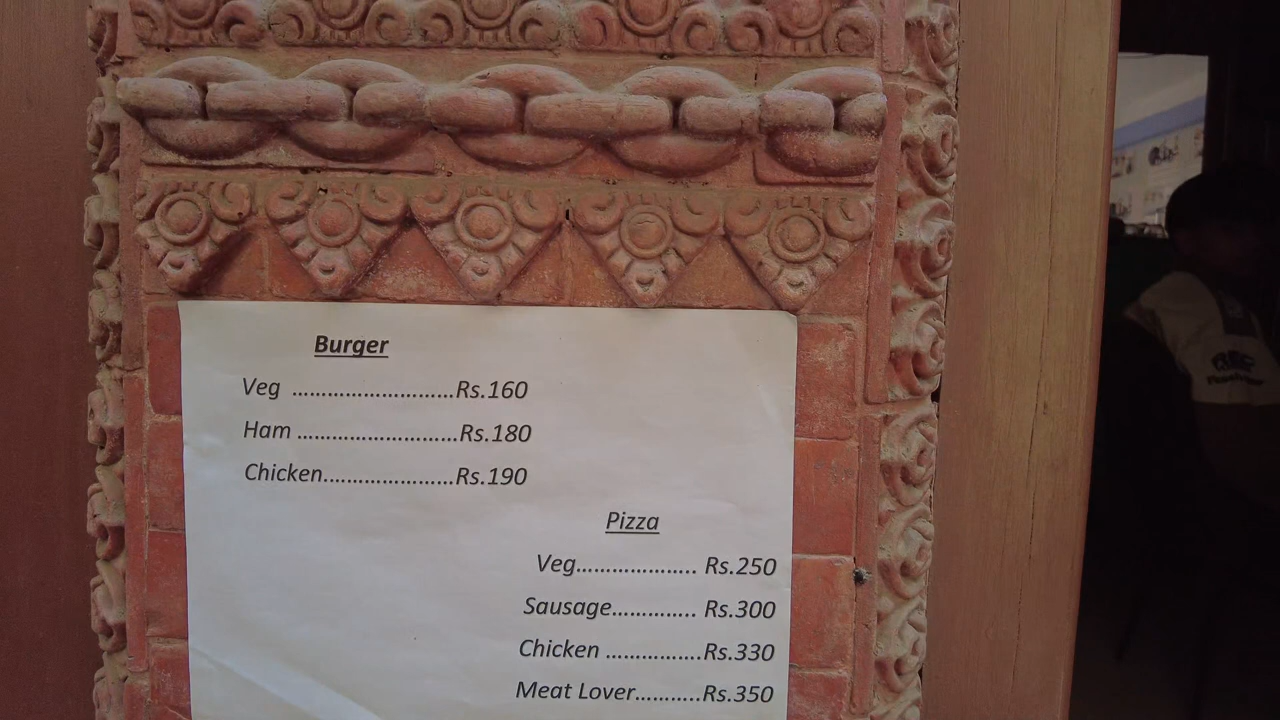 Burger
Veg ...........................Rs.160
Ham ...........................Rs.180
Chicken......................Rs.190
Pizza
Veg.................... Rs.250
Sausage.............. Rs.300
Chicken ................Rs.330
Meat Lover...........Rs.350